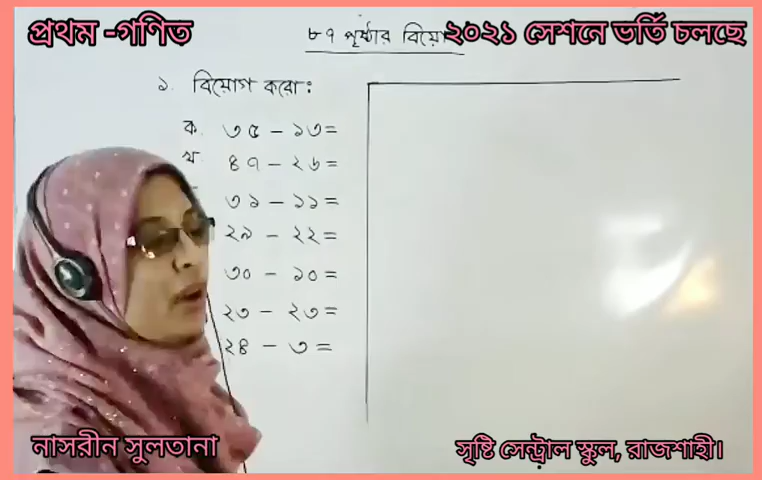 প্রথম -গণিত
২০২১ সেশনে ভর্তি চলছে
৮৭ পৃষ্ঠার
১. বিয়োগ করো:
ক. ৩৫ - ১৩ =
খ. ৪৭ - ২৬ =
৩১ - ১১ =
২৯ - ২২ =
৩০ - ১০ =
২৩ - ২৩ =
২৪ - ৩ =
নাসরীন সুলতানা
সৃষ্টি সেন্ট্রাল স্কুল, রাজশাহী।